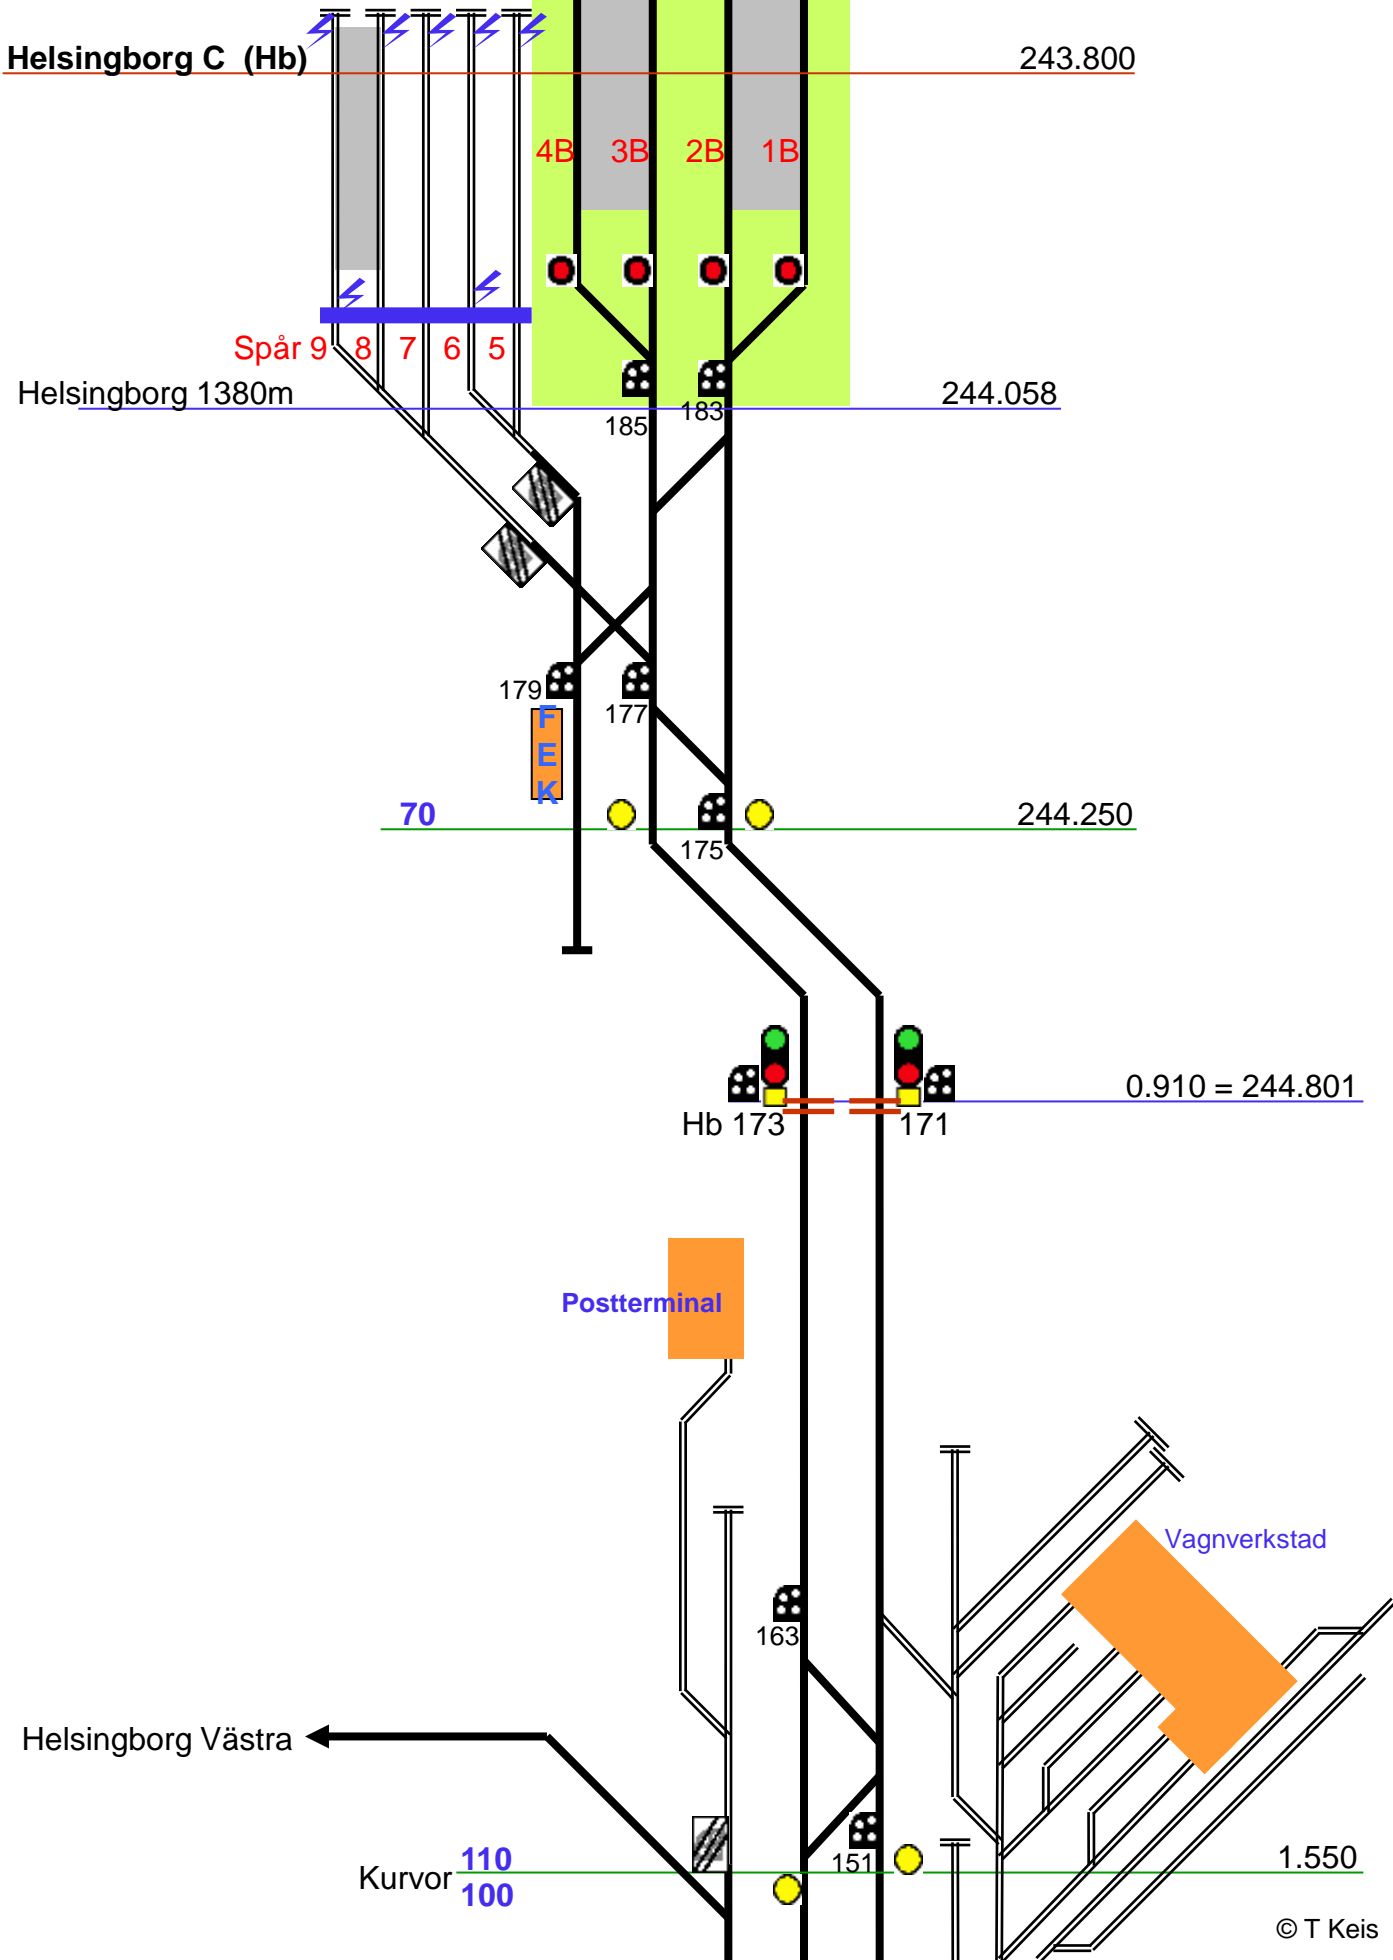 Helsingborg C (Hb)
243.800
4B 3B 2B 1B
Spår 9 8 7 6 5
Helsingborg 1380m
244.058
183
185
179
177
F
E
K
70
244.250
175
0.910 = 244.801
Hb 173
171
Postterminal
Vagnverkstad
163
Helsingborg Västra
110
151
1.550
Kurvor
100
© T Keis